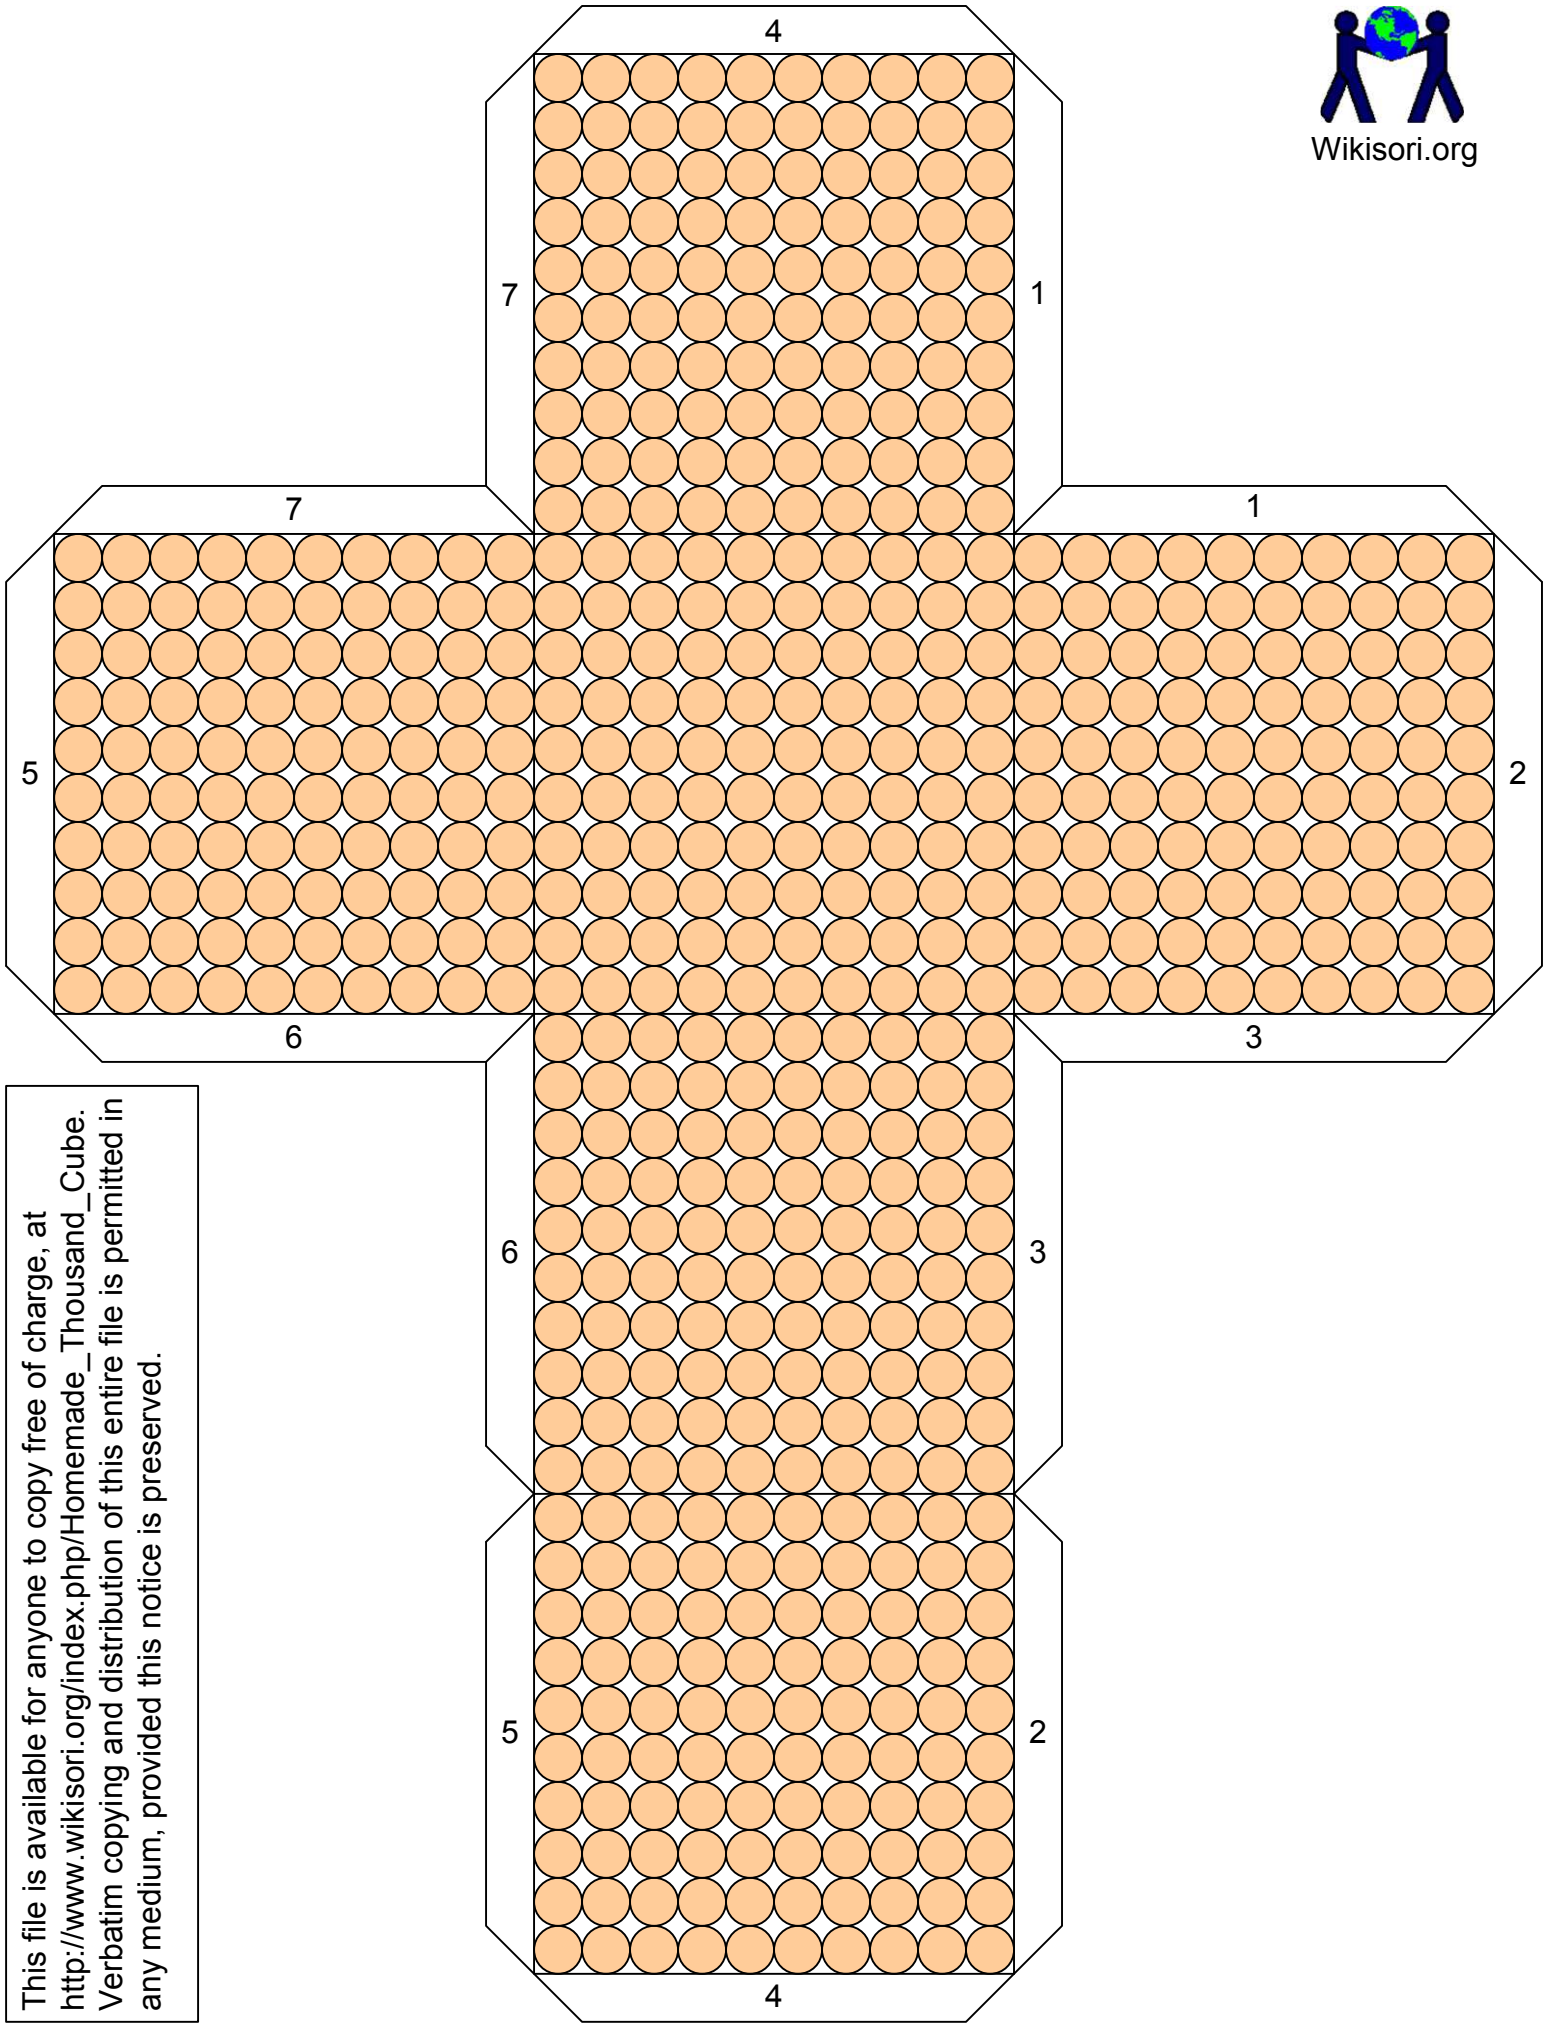 4
Wikisori.org
7
1
7
1
5
2
6
3
6
3
5
2
4
This file is available for anyone to copy free of charge, at
http://www.wikisori.org/index.php/Homemade_Thousand_Cube.
Verbatim copying and distribution of this entire file is permitted in
any medium, provided this notice is preserved.